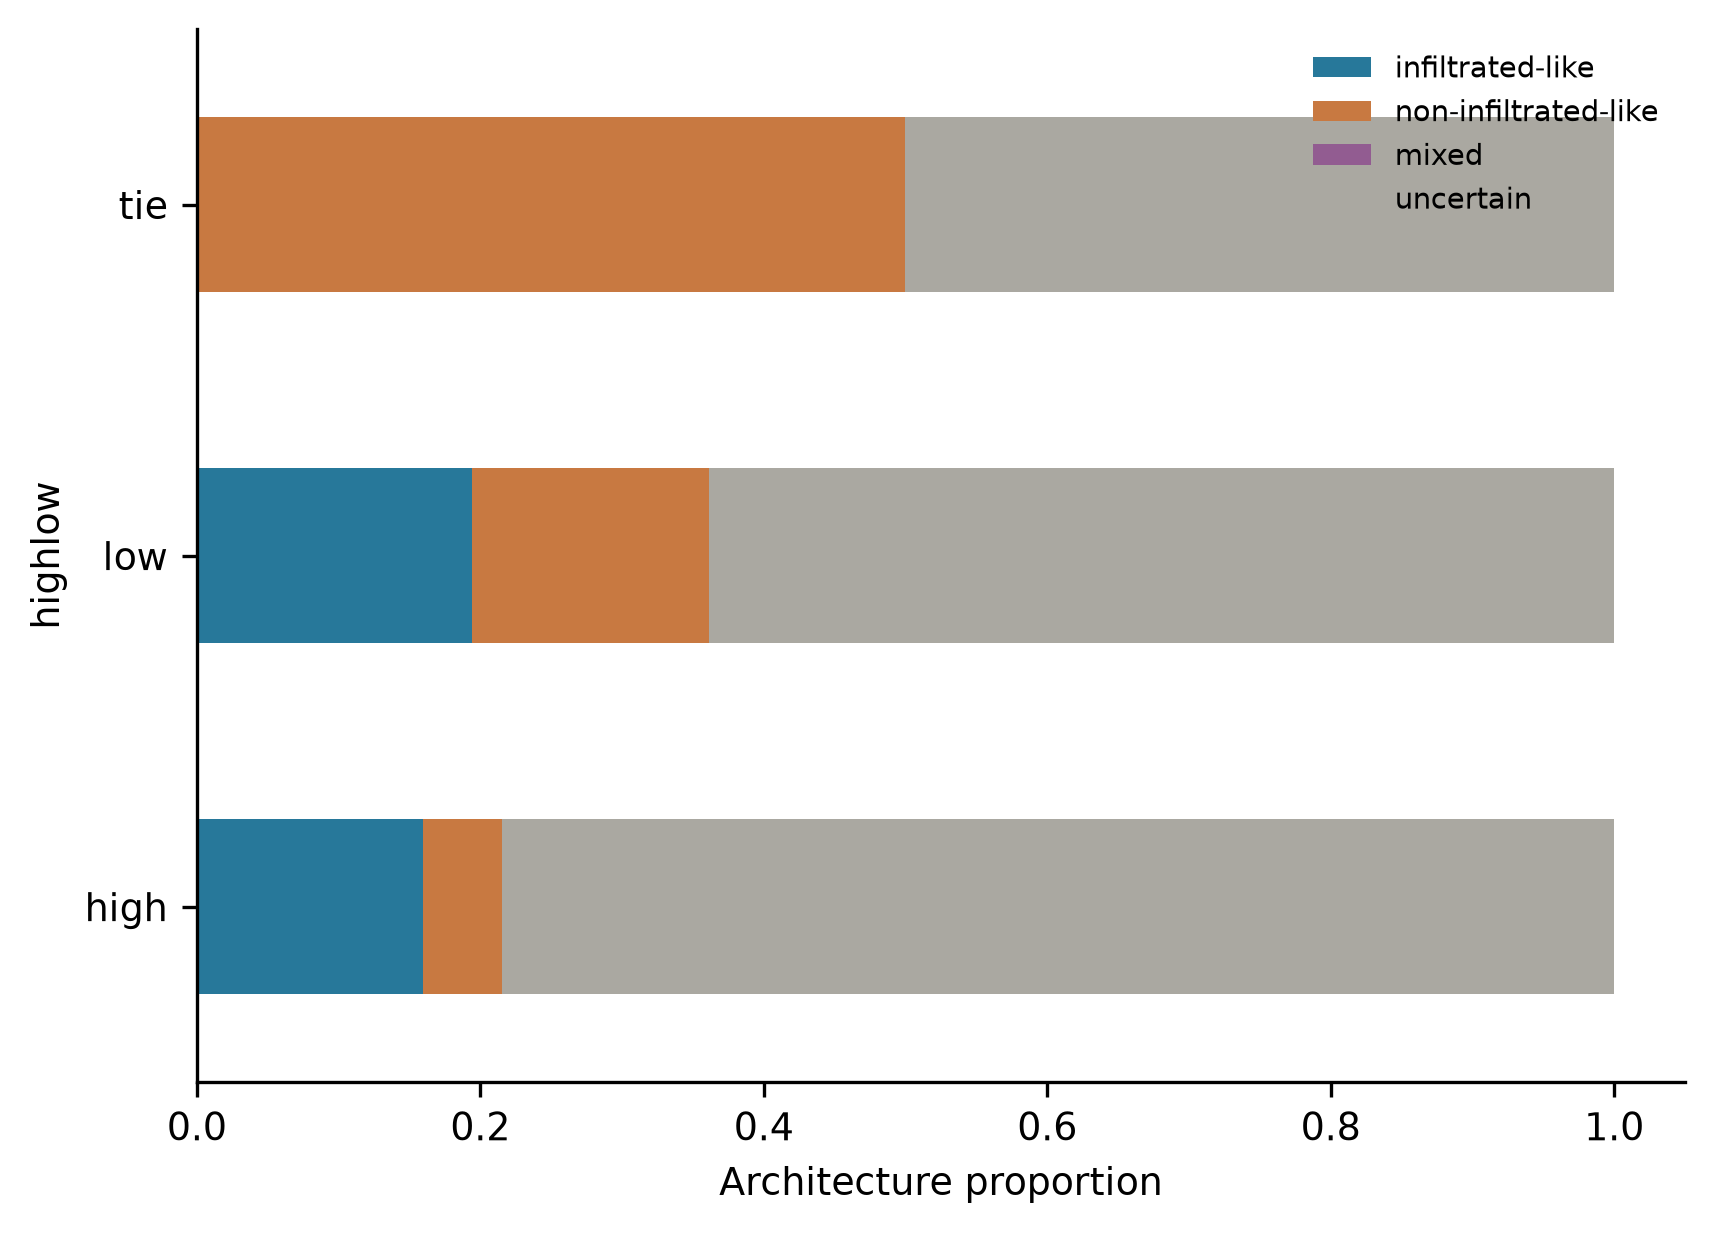 infiltrated-like
non-infiltrated-like
mixed
uncertain
tie
low
high
highlow
0.0
0.2
0.4
0.6
0.8
1.0
Architecture proportion